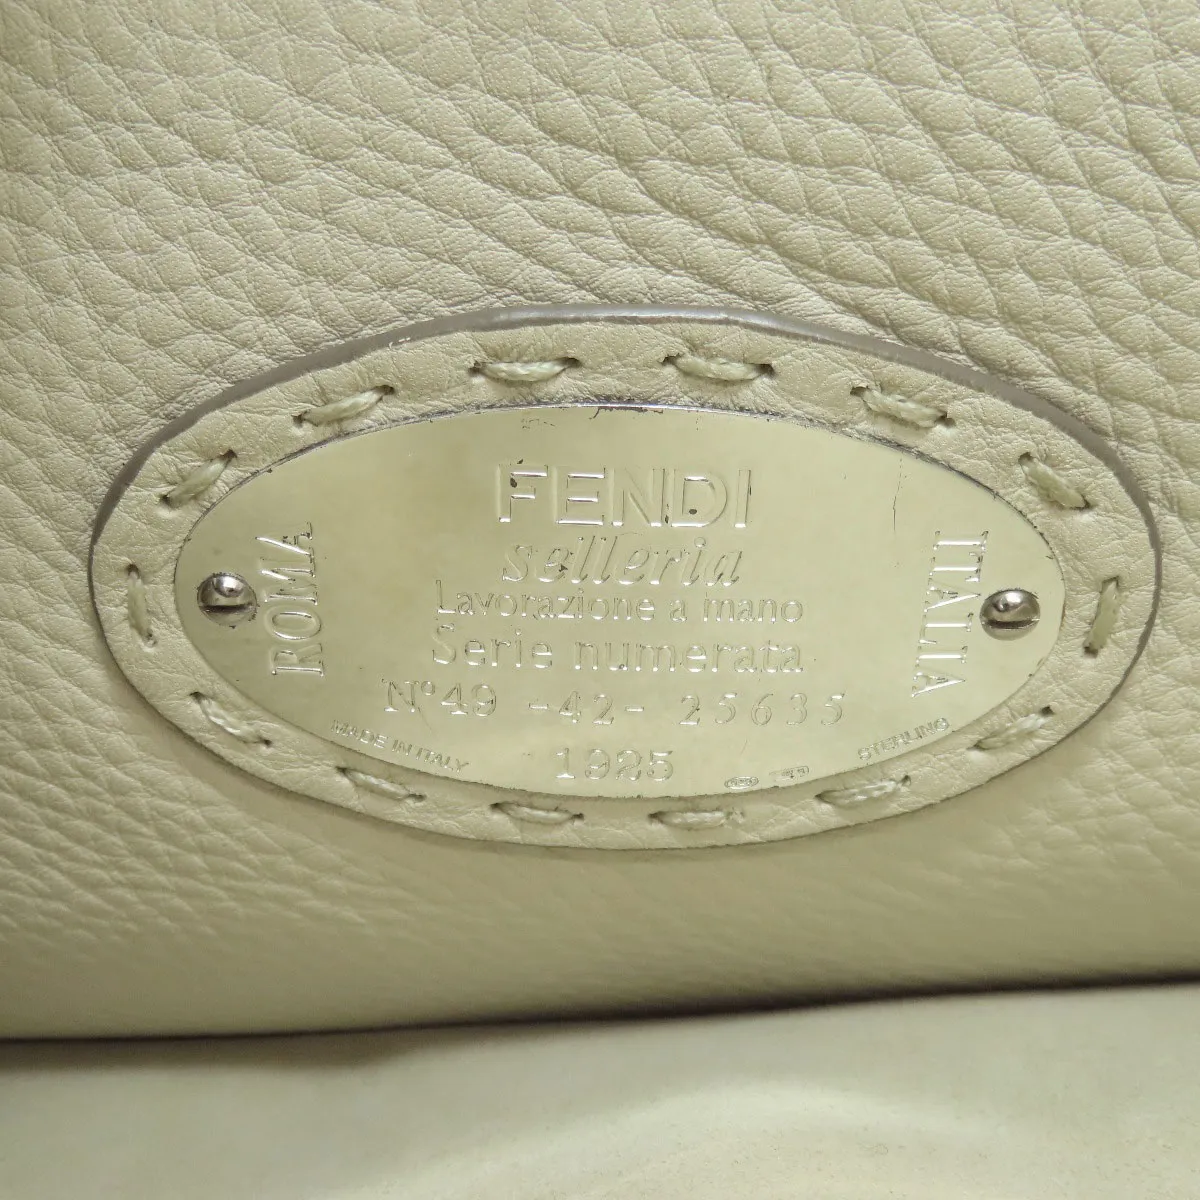 FENDI
selleria
Lavorazione a mano
Serie numerata
N° 49 -42- 25635
1925
ROMA
ITALIA
MADE IN ITALY
STERLING